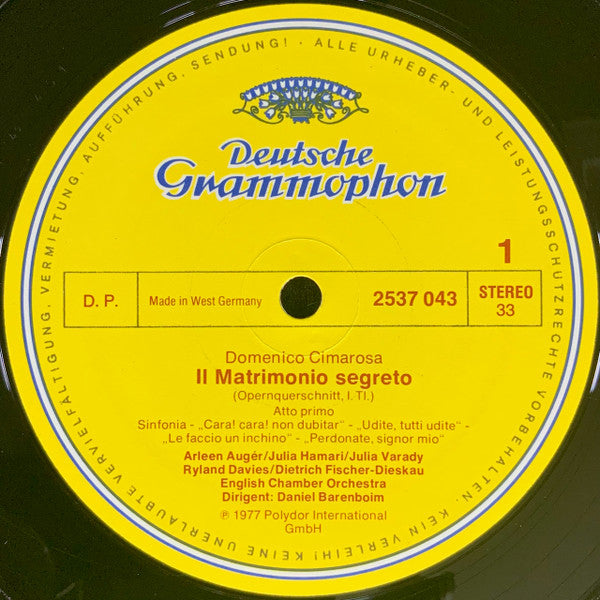 Deutsche
Grammophon
1
D. P.
Made in West Germany
2537 043
STEREO
33
Domenico Cimarosa
Il Matrimonio segreto
(Opernquerschnitt, I. Tl.)
Atto primo
Sinfonia - „Cara! cara! non dubitar“ - „Udite, tutti udite“ -
„Le faccio un inchino“ - „Perdonate, signor mio“
Arleen Augér/Julia Hamari/Julia Varady
Ryland Davies/Dietrich Fischer-Dieskau
English Chamber Orchestra
Dirigent: Daniel Barenboim
℗ 1977 Polydor International
GmbH
ALLE URHEBER- UND LEISTUNGSSCHUTZRECHTE VORBEHALTEN. KEIN VERLEIH! KEINE UNERLAUBTE VERVIELFÄLTIGUNG, VERMIETUNG, AUFFÜHRUNG, SENDUNG! ·